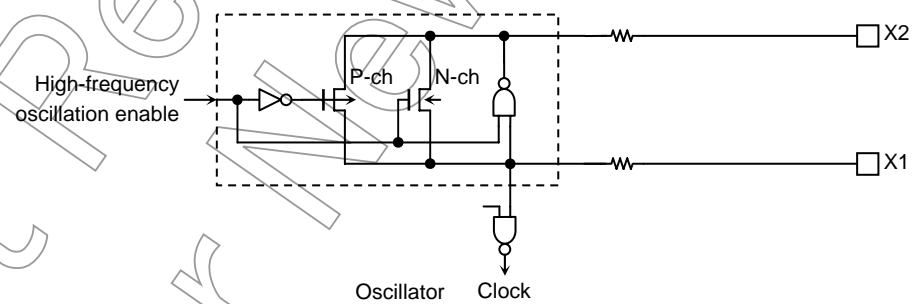 X2
P-ch
N-ch
High-frequency
oscillation enable
X1
Oscillator
Clock